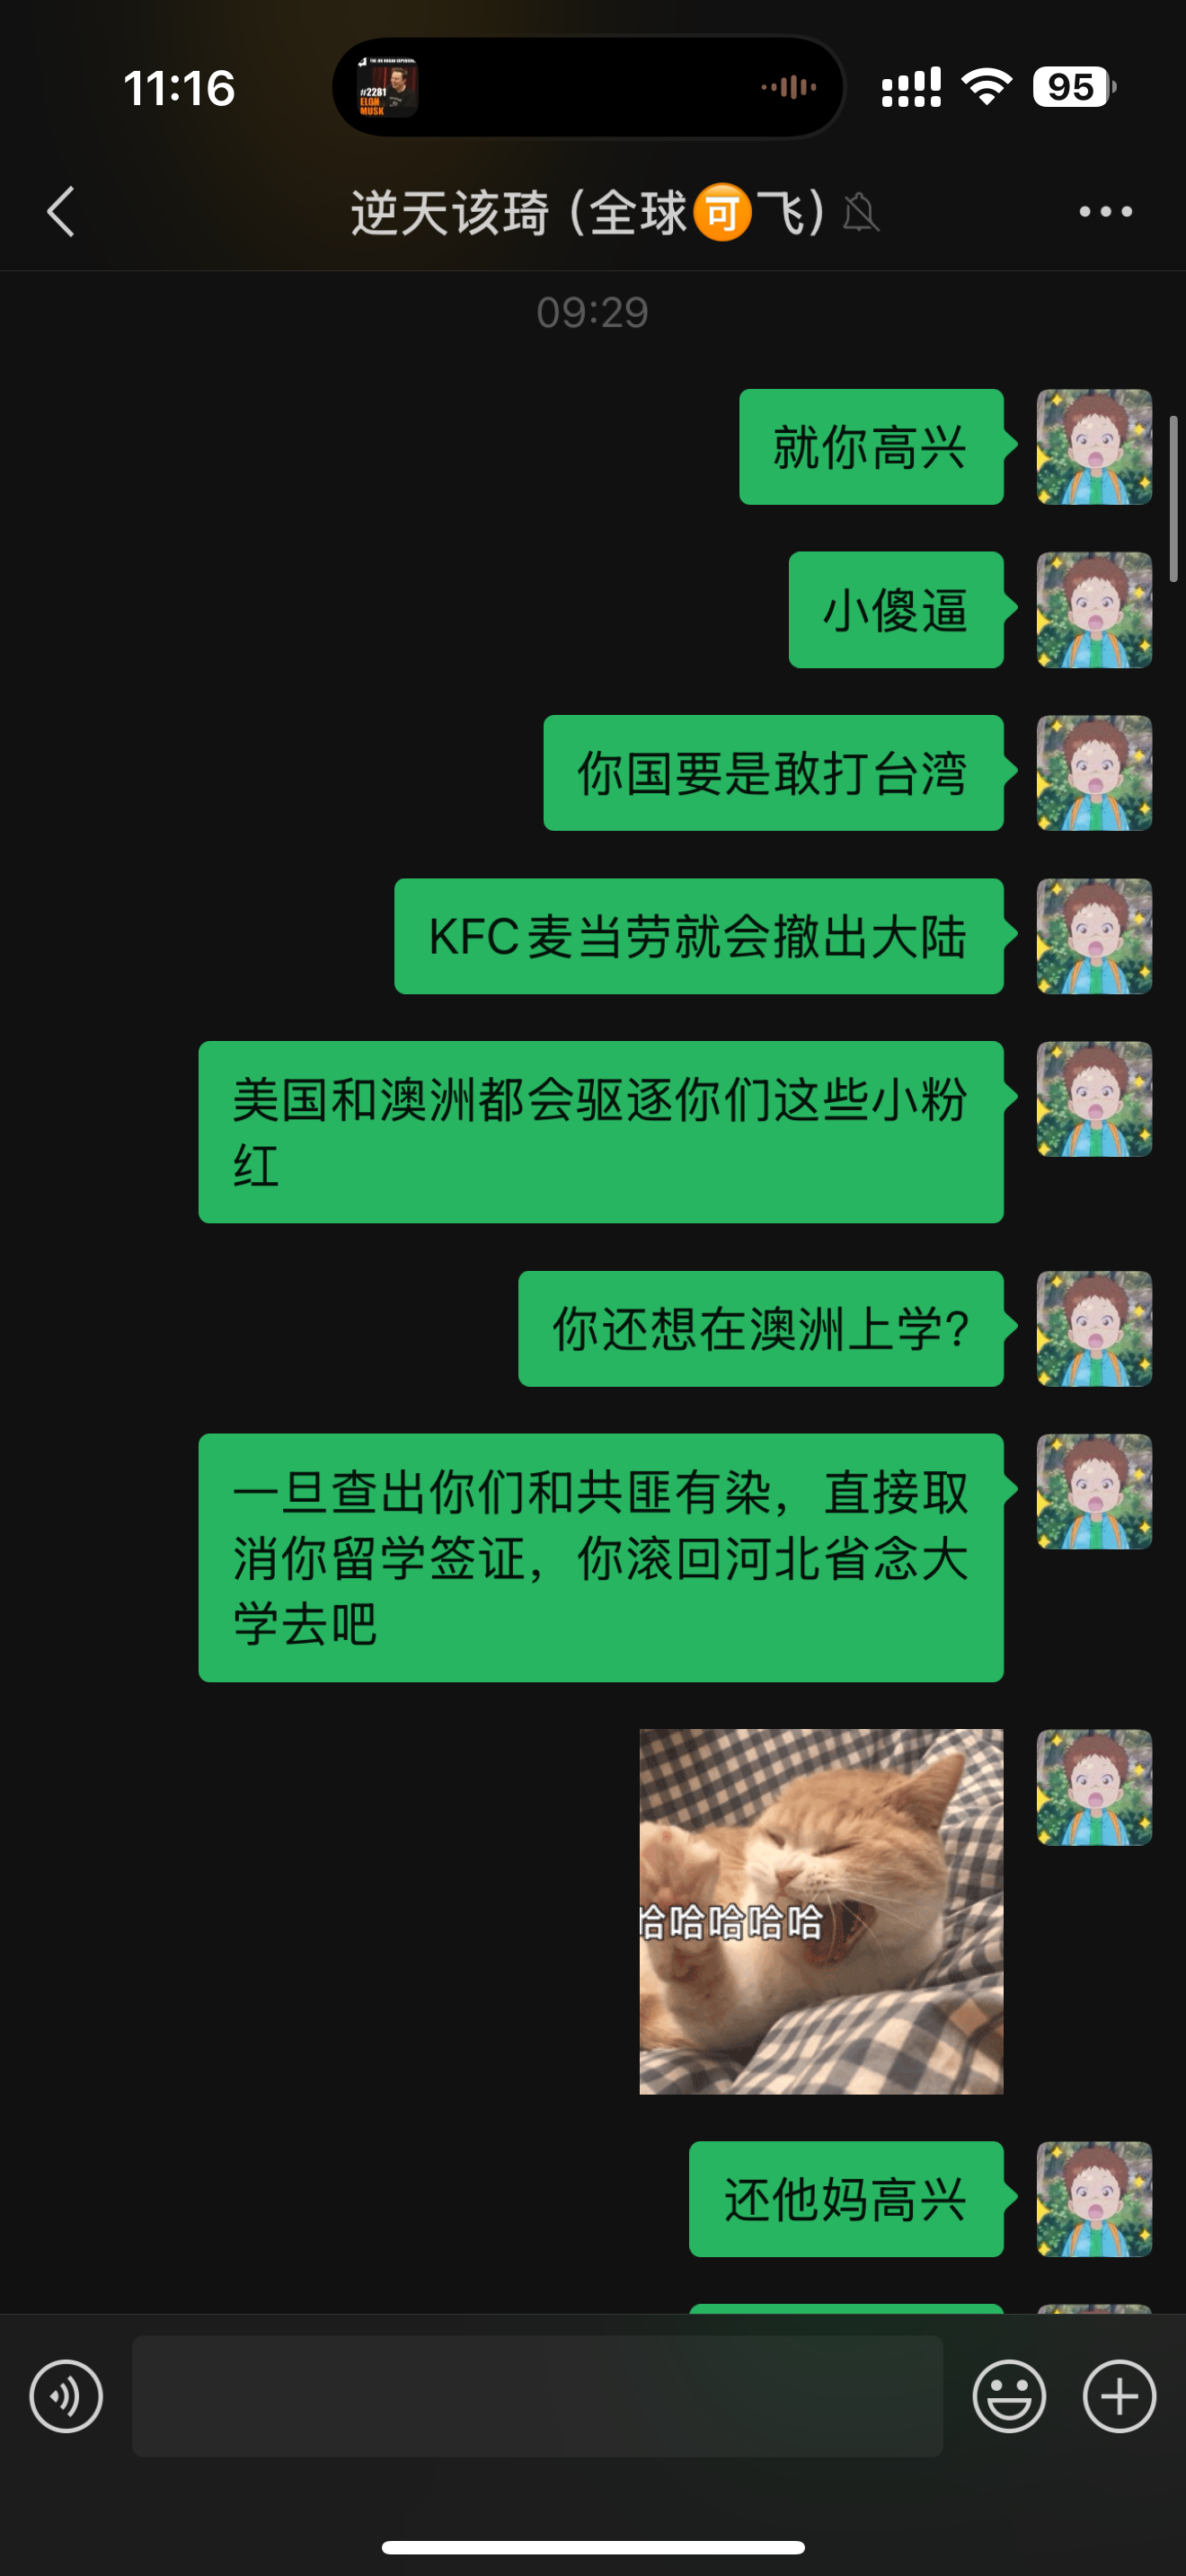 11:16
#2281
ELON
MUSK
95
逆天该琦 (全球🉑飞)
09:29
就你高兴
小傻逼
你国要是敢打台湾
KFC麦当劳就会撤出大陆
美国和澳洲都会驱逐你们这些小粉
红
你还想在澳洲上学?
一旦查出你们和共匪有染，直接取
消你留学签证，你滚回河北省念大
学去吧
哈哈哈哈哈
还他妈高兴